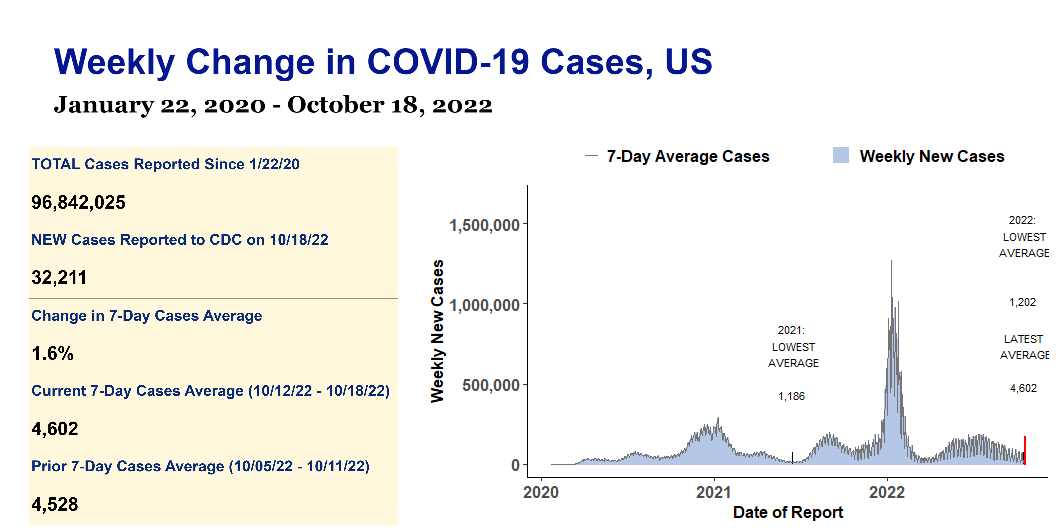 Weekly Change in COVID-19 Cases, US
January 22, 2020 - October 18, 2022
TOTAL Cases Reported Since 1/22/20
96,842,025
NEW Cases Reported to CDC on 10/18/22
32,211
Change in 7-Day Cases Average
1.6%
Current 7-Day Cases Average (10/12/22 - 10/18/22)
4,602
Prior 7-Day Cases Average (10/05/22 - 10/11/22)
4,528
7-Day Average Cases
Weekly New Cases
Weekly New Cases
1,500,000
1,000,000
500,000
0
2021:
LOWEST
AVERAGE
1,186
2022:
LOWEST
AVERAGE
1,202
LATEST
AVERAGE
4,602
2020
2021
2022
Date of Report